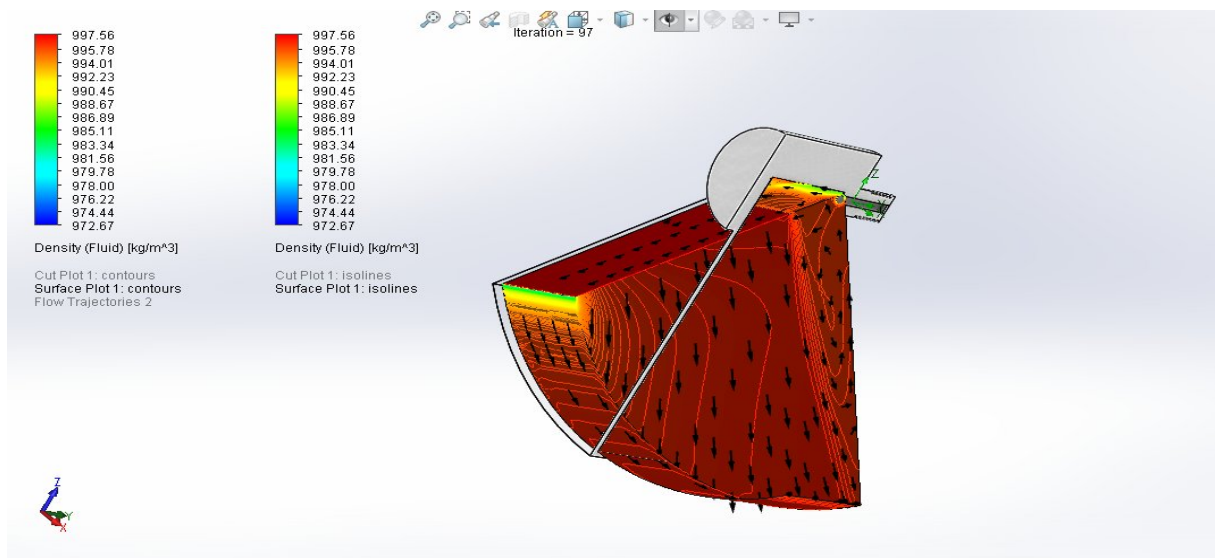 Iteration = 97
997.56
995.78
994.01
992.23
990.45
988.67
986.89
985.11
983.34
981.56
979.78
978.00
976.22
974.44
972.67
Density (Fluid) [kg/m^3]
Cut Plot 1: contours
Surface Plot 1: contours
Flow Trajectories 2
997.56
995.78
994.01
992.23
990.45
988.67
986.89
985.11
983.34
981.56
979.78
978.00
976.22
974.44
972.67
Density (Fluid) [kg/m^3]
Cut Plot 1: isolines
Surface Plot 1: isolines
Z
Z
Y
X